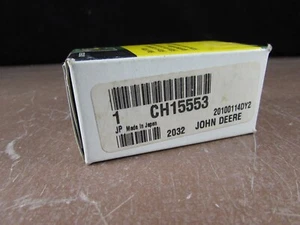 1 CH15553
20100114DY2
JP Made in Japan 2032 JOHN DEERE